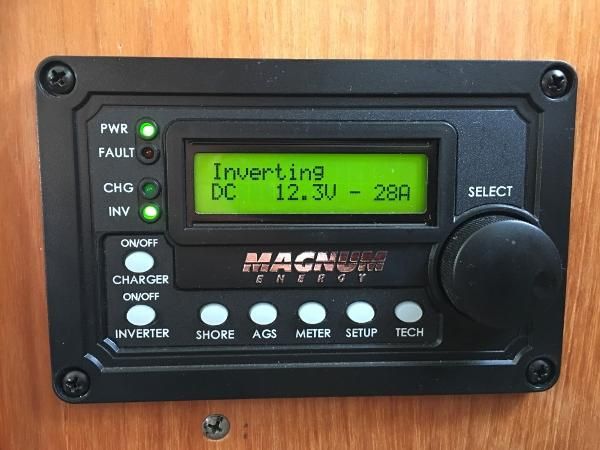 PWR
FAULT
CHG
INV
Inverting
DC 12.3V - 28A
SELECT
MAGNUM
ENERGY
ON/OFF
CHARGER
ON/OFF
INVERTER
SHORE
AGS
METER
SETUP
TECH